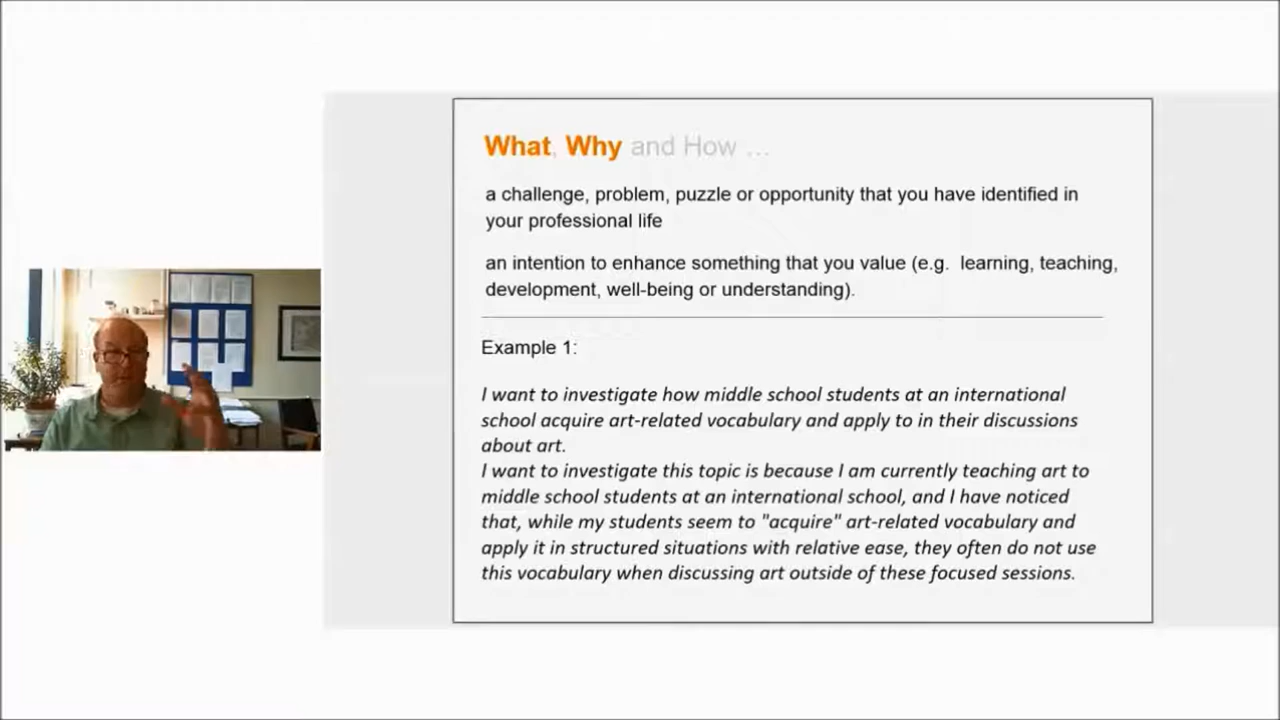 What, Why and How ...
a challenge, problem, puzzle or opportunity that you have identified in
your professional life
an intention to enhance something that you value (e.g.  learning, teaching,
development, well-being or understanding).
Example 1:
I want to investigate how middle school students at an international
school acquire art-related vocabulary and apply to in their discussions
about art.
I want to investigate this topic is because I am currently teaching art to
middle school students at an international school, and I have noticed
that, while my students seem to "acquire" art-related vocabulary and
apply it in structured situations with relative ease, they often do not use
this vocabulary when discussing art outside of these focused sessions.